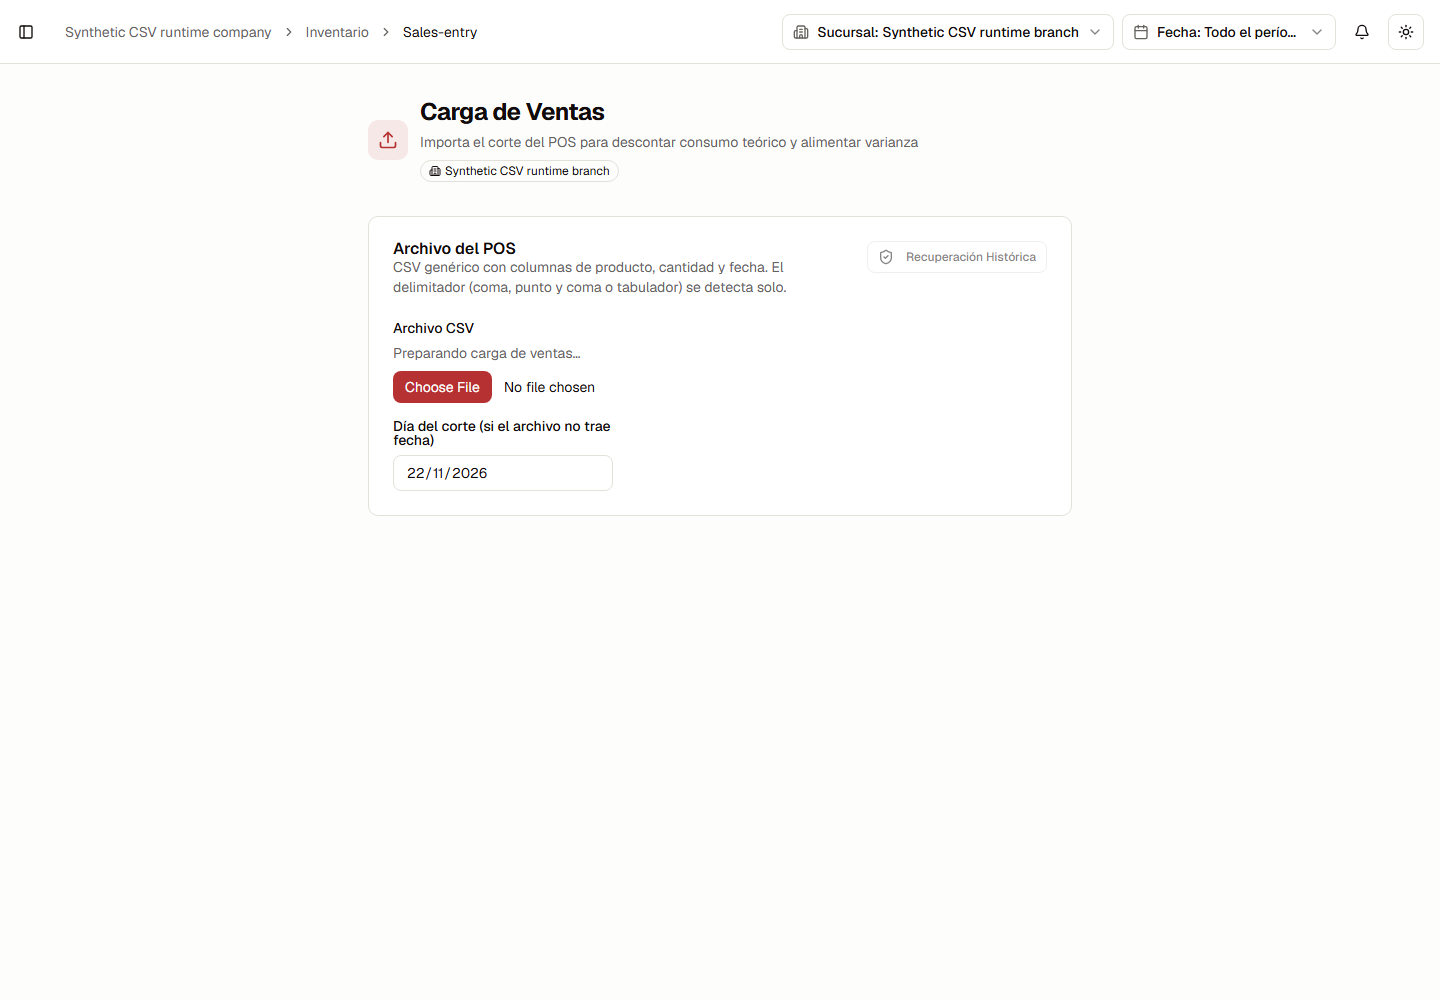 Synthetic CSV runtime company
Inventario
Sales-entry
Sucursal: Synthetic CSV runtime branch
Fecha: Todo el perío...
Carga de Ventas
Importa el corte del POS para descontar consumo teórico y alimentar varianza
Synthetic CSV runtime branch
Archivo del POS
Recuperación Histórica
CSV genérico con columnas de producto, cantidad y fecha. El
delimitador (coma, punto y coma o tabulador) se detecta solo.
Archivo CSV
Preparando carga de ventas…
Choose File
No file chosen
Día del corte (si el archivo no trae
fecha)
22/11/2026